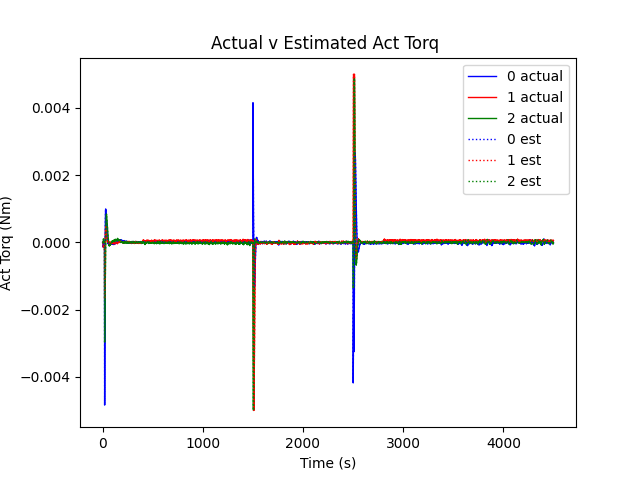 Actual v Estimated Act Torq
0 actual
1 actual
2 actual
0 est
1 est
2 est
0.004
0.002
0.000
−0.002
−0.004
Act Torq (Nm)
0
1000
2000
3000
4000
Time (s)